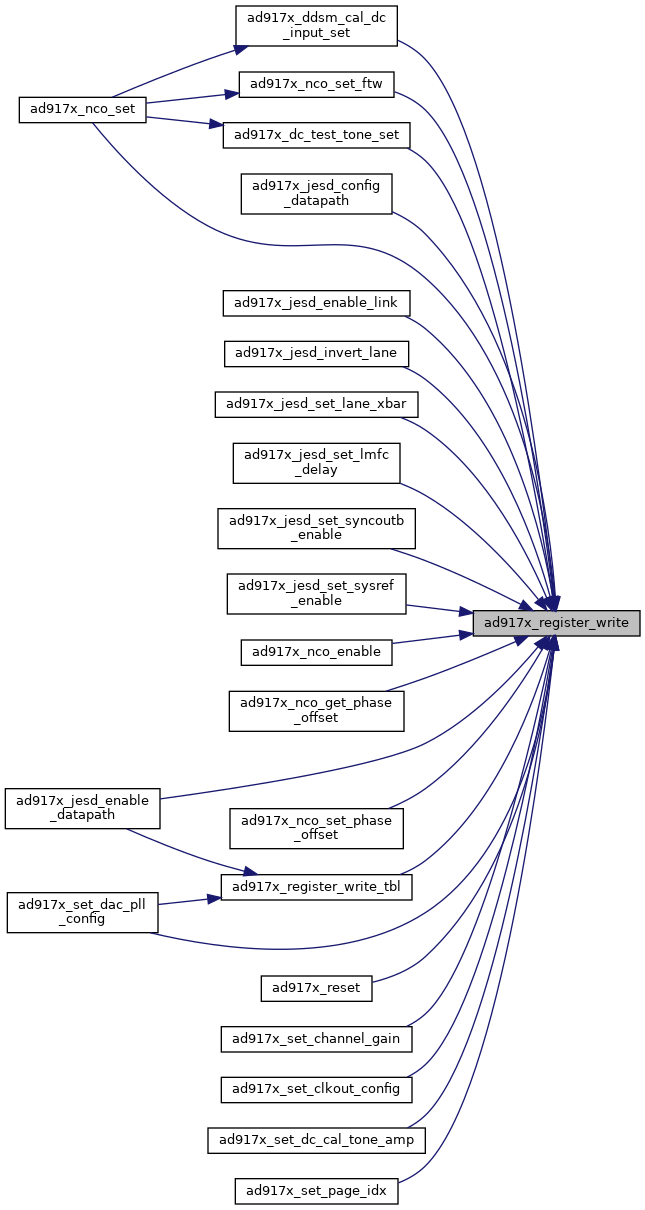 ad917x_ddsm_cal_dc
_input_set
ad917x_nco_set_ftw
ad917x_nco_set
ad917x_dc_test_tone_set
ad917x_jesd_config
_datapath
ad917x_jesd_enable_link
ad917x_jesd_invert_lane
ad917x_jesd_set_lane_xbar
ad917x_jesd_set_lmfc
_delay
ad917x_jesd_set_syncoutb
_enable
ad917x_jesd_set_sysref
_enable
ad917x_register_write
ad917x_nco_enable
ad917x_nco_get_phase
_offset
ad917x_jesd_enable
_datapath
ad917x_nco_set_phase
_offset
ad917x_register_write_tbl
ad917x_set_dac_pll
_config
ad917x_reset
ad917x_set_channel_gain
ad917x_set_clkout_config
ad917x_set_dc_cal_tone_amp
ad917x_set_page_idx